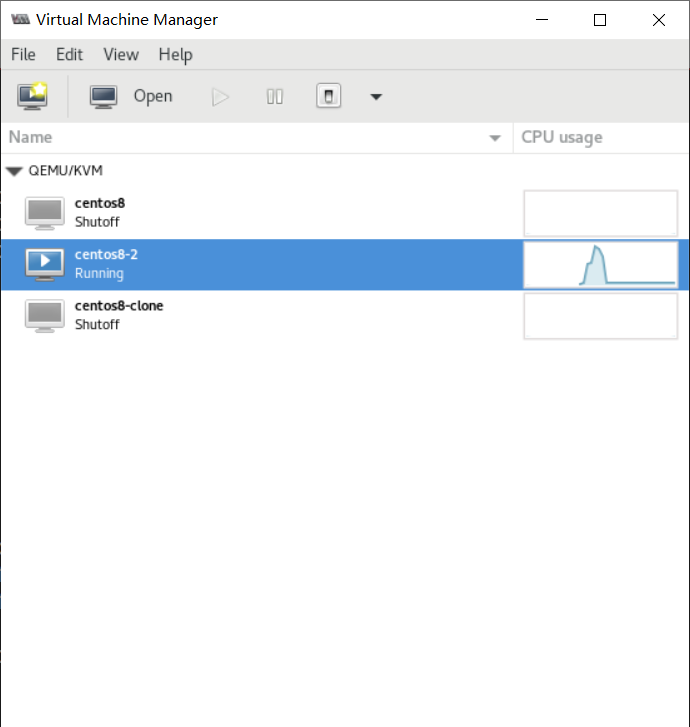 Virtual Machine Manager
File Edit View Help
Open
Name CPU usage
QEMU/KVM
centos8
Shutoff
centos8-2
Running
centos8-clone
Shutoff